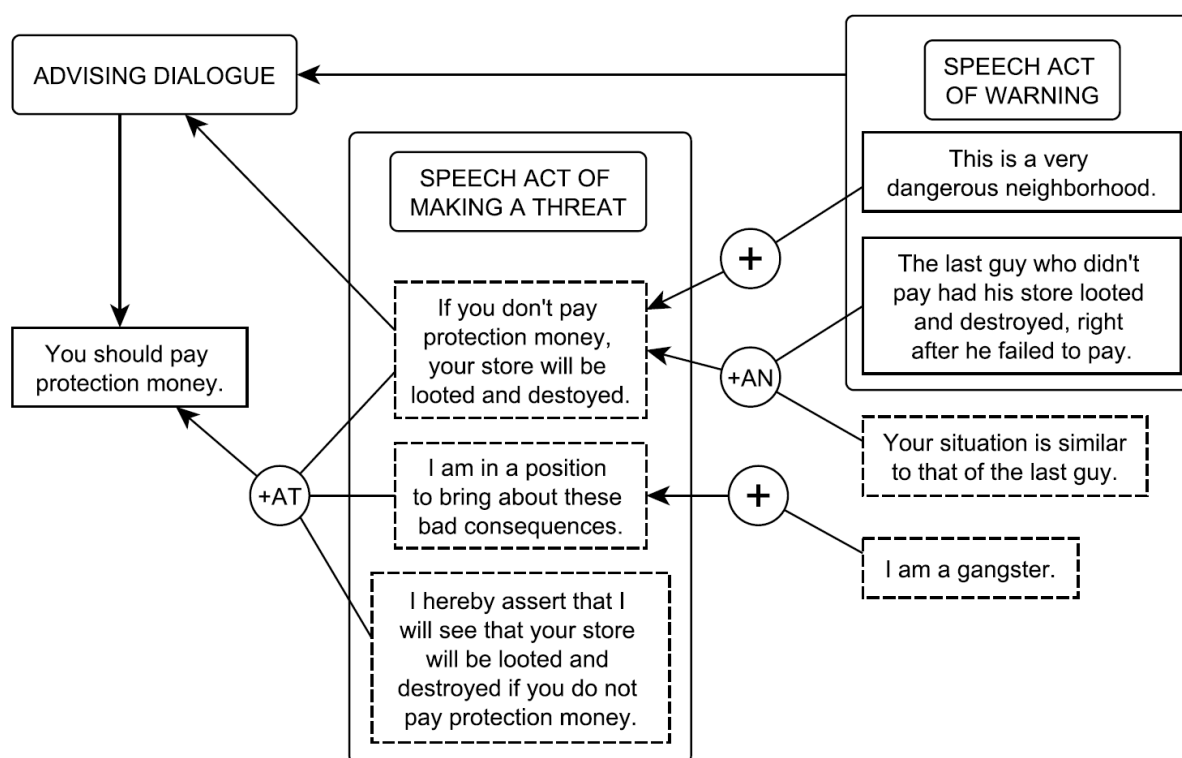 ADVISING DIALOGUE
SPEECH ACT
OF WARNING
This is a very
dangerous neighborhood.
The last guy who didn't
pay had his store looted
and destroyed, right
after he failed to pay.
SPEECH ACT OF
MAKING A THREAT
+
If you don't pay
protection money,
your store will be
looted and destoyed.
You should pay
protection money.
+AN
Your situation is similar
to that of the last guy.
+AT
I am in a position
to bring about these
bad consequences.
+
I am a gangster.
I hereby assert that I
will see that your store
will be looted and
destroyed if you do not
pay protection money.